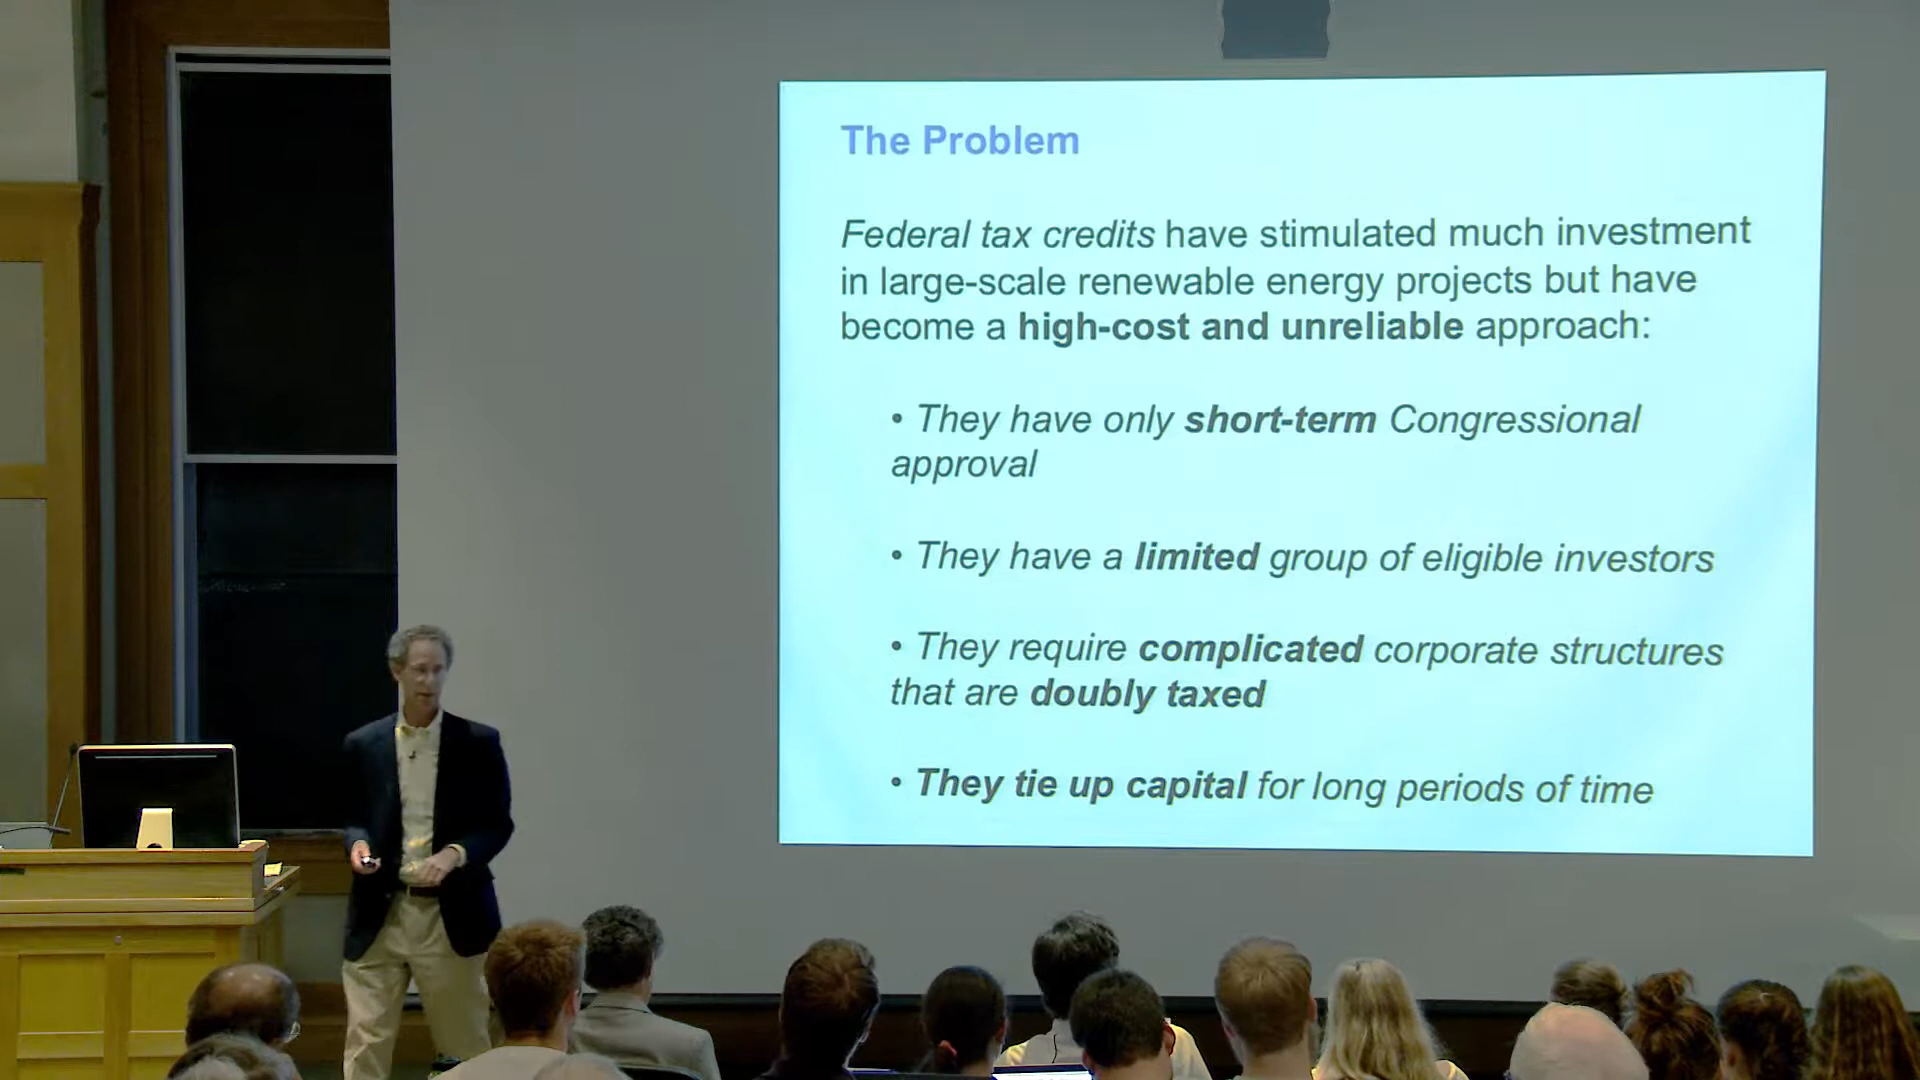 The Problem
Federal tax credits have stimulated much investment
in large-scale renewable energy projects but have
become a high-cost and unreliable approach:
• They have only short-term Congressional
approval
• They have a limited group of eligible investors
• They require complicated corporate structures
that are doubly taxed
• They tie up capital for long periods of time